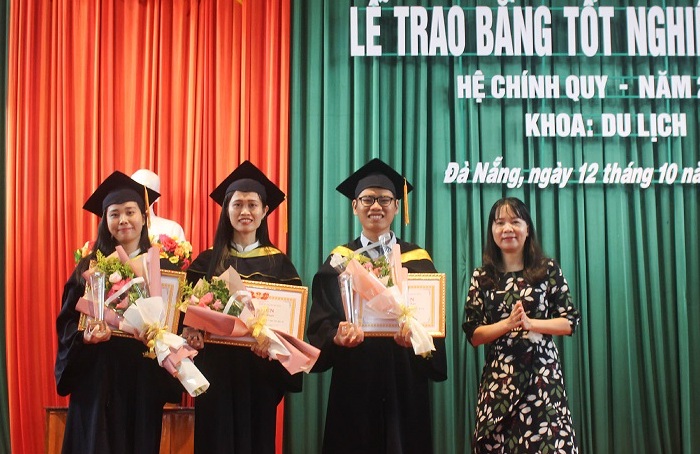 LỄ TRAO BẰNG TỐT NGHI
HỆ CHÍNH QUY - NĂM 2
KHOA: DU LỊCH
Đà Nẵng, ngày 12 tháng 10 nă